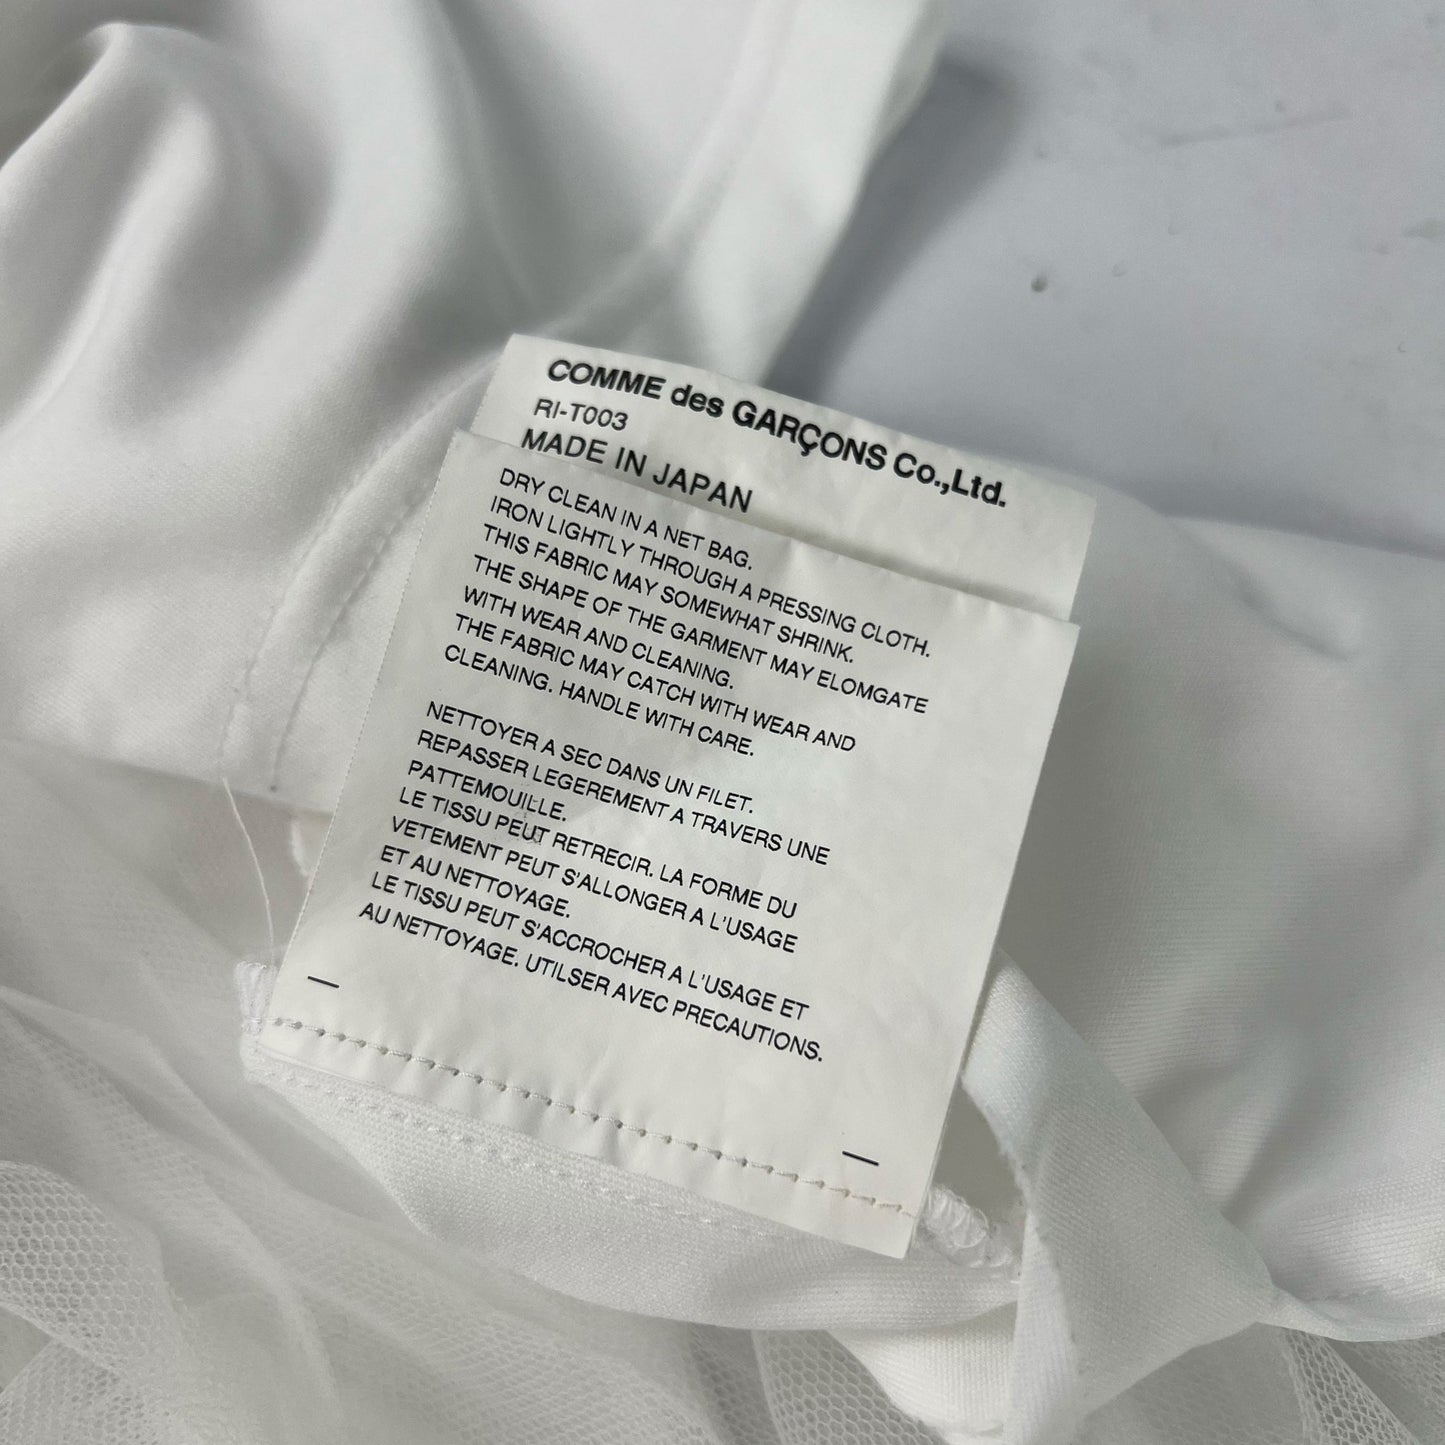 COMME des GARÇONS Co.,Ltd.
RI-T003
MADE IN JAPAN
DRY CLEAN IN A NET BAG.
IRON LIGHTLY THROUGH A PRESSING CLOTH.
THIS FABRIC MAY SOMEWHAT SHRINK.
THE SHAPE OF THE GARMENT MAY ELOMGATE
WITH WEAR AND CLEANING.
THE FABRIC MAY CATCH WITH WEAR AND
CLEANING. HANDLE WITH CARE.
NETTOYER A SEC DANS UN FILET.
REPASSER LEGEREMENT A TRAVERS UNE
PATTEMOUILLE.
LE TISSU PEUT RETRECIR. LA FORME DU
VETEMENT PEUT S'ALLONGER A L'USAGE
ET AU NETTOYAGE.
LE TISSU PEUT S'ACCROCHER A L'USAGE ET
AU NETTOYAGE. UTILSER AVEC PRECAUTIONS.